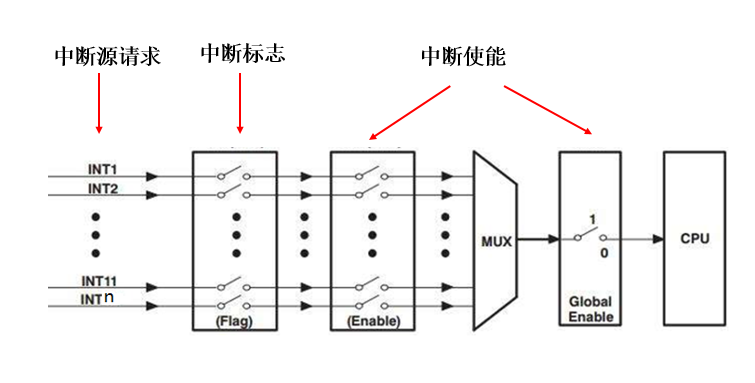 中断源请求
中断标志
中断使能
INT1
INT2
INT11
INTn
(Flag)
(Enable)
MUX
1
0
Global
Enable
CPU